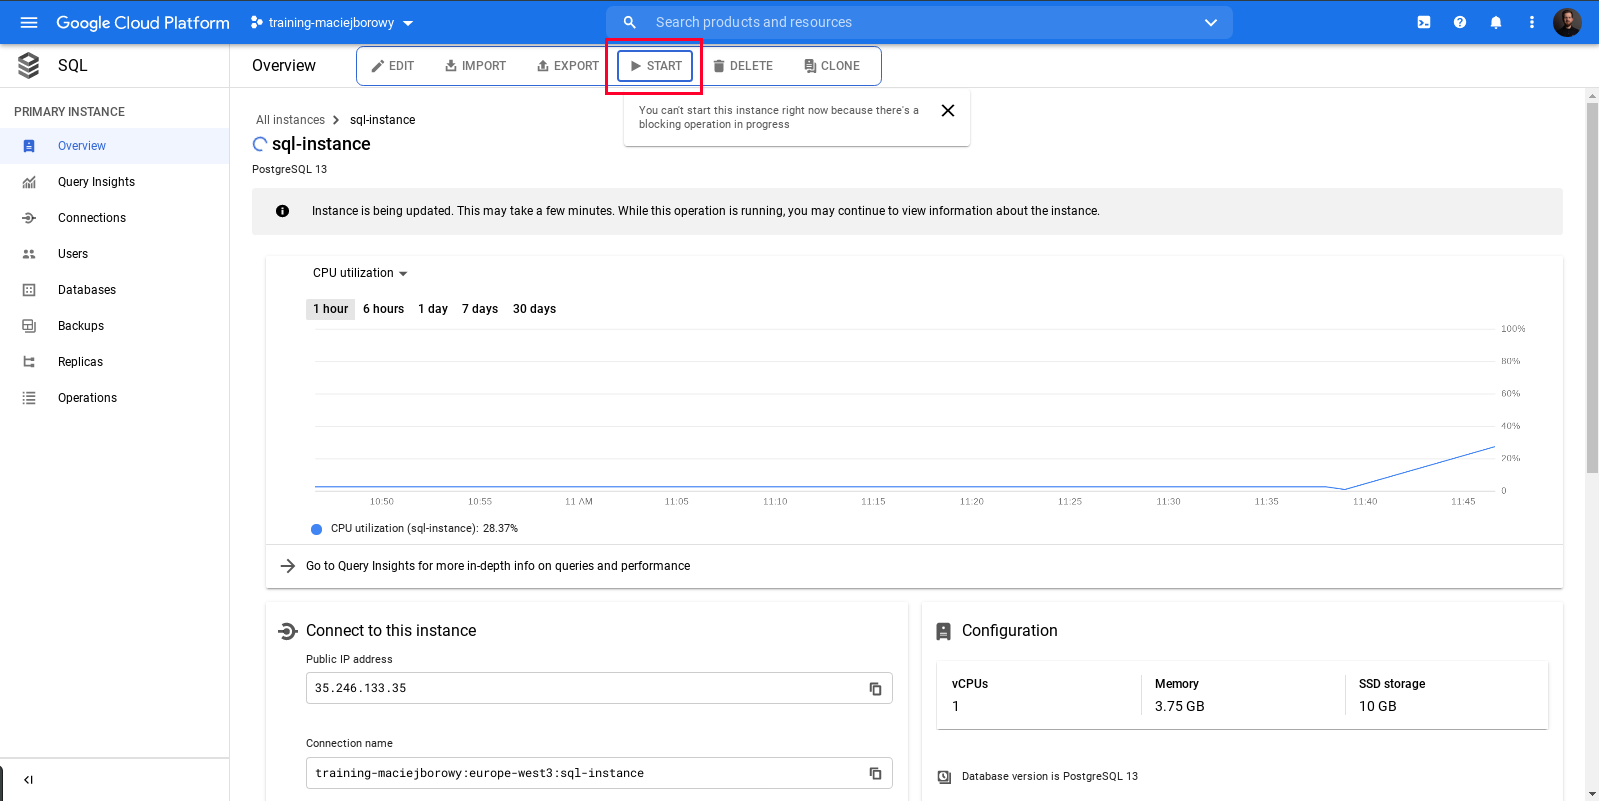 Google Cloud Platform
training-maciejborowy
Search products and resources
SQL
Overview
EDIT
IMPORT
EXPORT
START
DELETE
CLONE
You can't start this instance right now because there's a
blocking operation in progress
PRIMARY INSTANCE
Overview
Query Insights
Connections
Users
Databases
Backups
Replicas
Operations
All instances
sql-instance
sql-instance
PostgreSQL 13
Instance is being updated. This may take a few minutes. While this operation is running, you may continue to view information about the instance.
CPU utilization
1 hour
6 hours
1 day
7 days
30 days
100%
80%
60%
40%
20%
0
10:50
10:55
11 AM
11:05
11:10
11:15
11:20
11:25
11:30
11:35
11:40
11:45
CPU utilization (sql-instance): 28.37%
Go to Query Insights for more in-depth info on queries and performance
Connect to this instance
Public IP address
35.246.133.35
Connection name
training-maciejborowy:europe-west3:sql-instance
Configuration
vCPUs
1
Memory
3.75 GB
SSD storage
10 GB
Database version is PostgreSQL 13